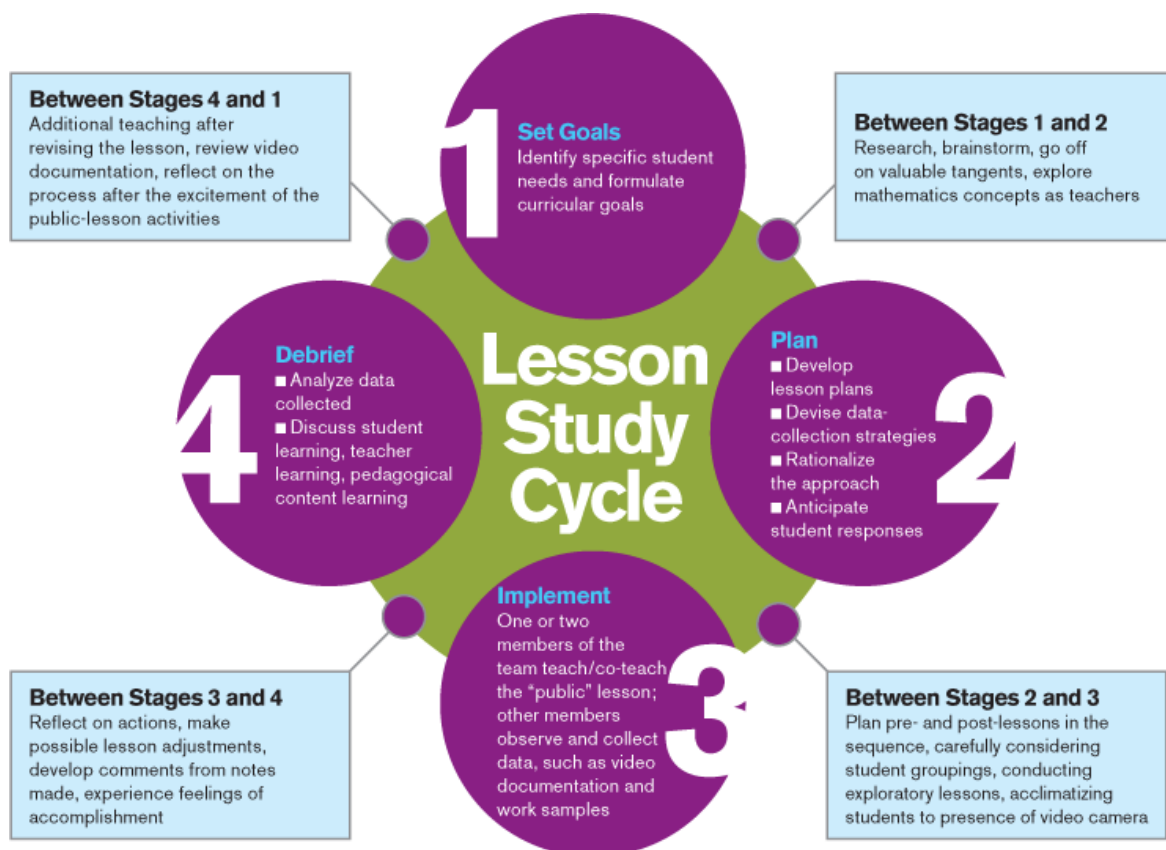 Lesson
Study
Cycle
1
Set Goals
Identify specific student
needs and formulate
curricular goals
Between Stages 1 and 2
Research, brainstorm, go off
on valuable tangents, explore
mathematics concepts as teachers
2
Plan
■ Develop
lesson plans
■ Devise data-
collection strategies
■ Rationalize
the approach
■ Anticipate
student responses
Between Stages 2 and 3
Plan pre- and post-lessons in the
sequence, carefully considering
student groupings, conducting
exploratory lessons, acclimatizing
students to presence of video camera
3
Implement
One or two
members of the
team teach/co-teach
the “public” lesson;
other members
observe and collect
data, such as video
documentation and
work samples
Between Stages 3 and 4
Reflect on actions, make
possible lesson adjustments,
develop comments from notes
made, experience feelings of
accomplishment
4
Debrief
■ Analyze data
collected
■ Discuss student
learning, teacher
learning, pedagogical
content learning
Between Stages 4 and 1
Additional teaching after
revising the lesson, review video
documentation, reflect on the
process after the excitement of the
public-lesson activities